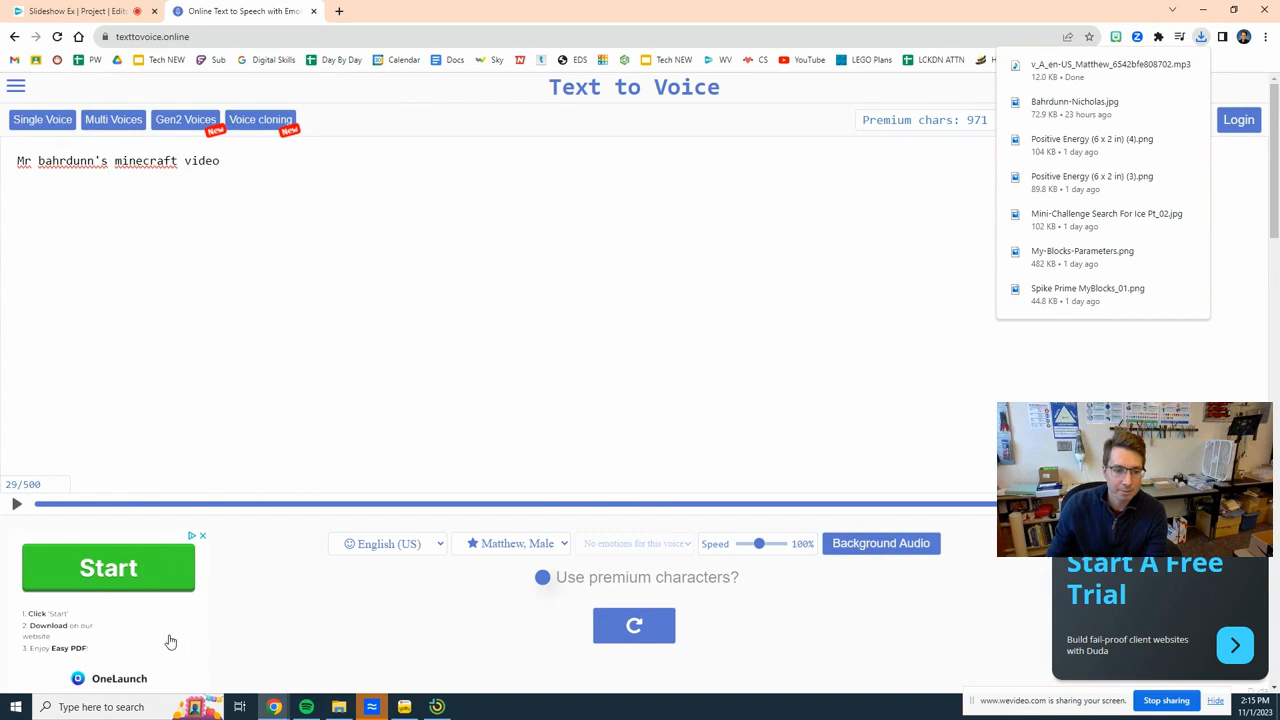 Slideshow Ex | Project | Edit
Online Text to Speech with Emo
texttovoice.online
PW
Tech NEW
Sub
Digital Skills
Day By Day
Calendar
Docs
EDS
Tech NEW
WV
CS
YouTube
LEGO Plans
LCKDN ATTN
H
Text to Voice
Single Voice
Multi Voices
Gen2 Voices
New
Voice cloning
New
Premium chars: 971
Login
Mr bahrdunn's minecraft video
v_A_en-US_Matthew_6542bfe808702.mp3
12.0 KB • Done
Bahrdunn-Nicholas.jpg
72.9 KB • 23 hours ago
Positive Energy (6 x 2 in) (4).png
104 KB • 1 day ago
Positive Energy (6 x 2 in) (3).png
89.8 KB • 1 day ago
Mini-Challenge Search For Ice Pt_02.jpg
102 KB • 1 day ago
My-Blocks-Parameters.png
482 KB • 1 day ago
Spike Prime MyBlocks_01.png
44.8 KB • 1 day ago
29/500
English (US)
Matthew, Male
No emotions for this voice
Speed
100%
Background Audio
Use premium characters?
Start
1. Click 'Start'
2. Download on our
website
3. Enjoy Easy PDF!
OneLaunch
Start A Free
Trial
Build fail-proof client websites
with Duda
Type here to search
www.wevideo.com is sharing your screen.
Stop sharing
Hide
2:15 PM
11/1/2023